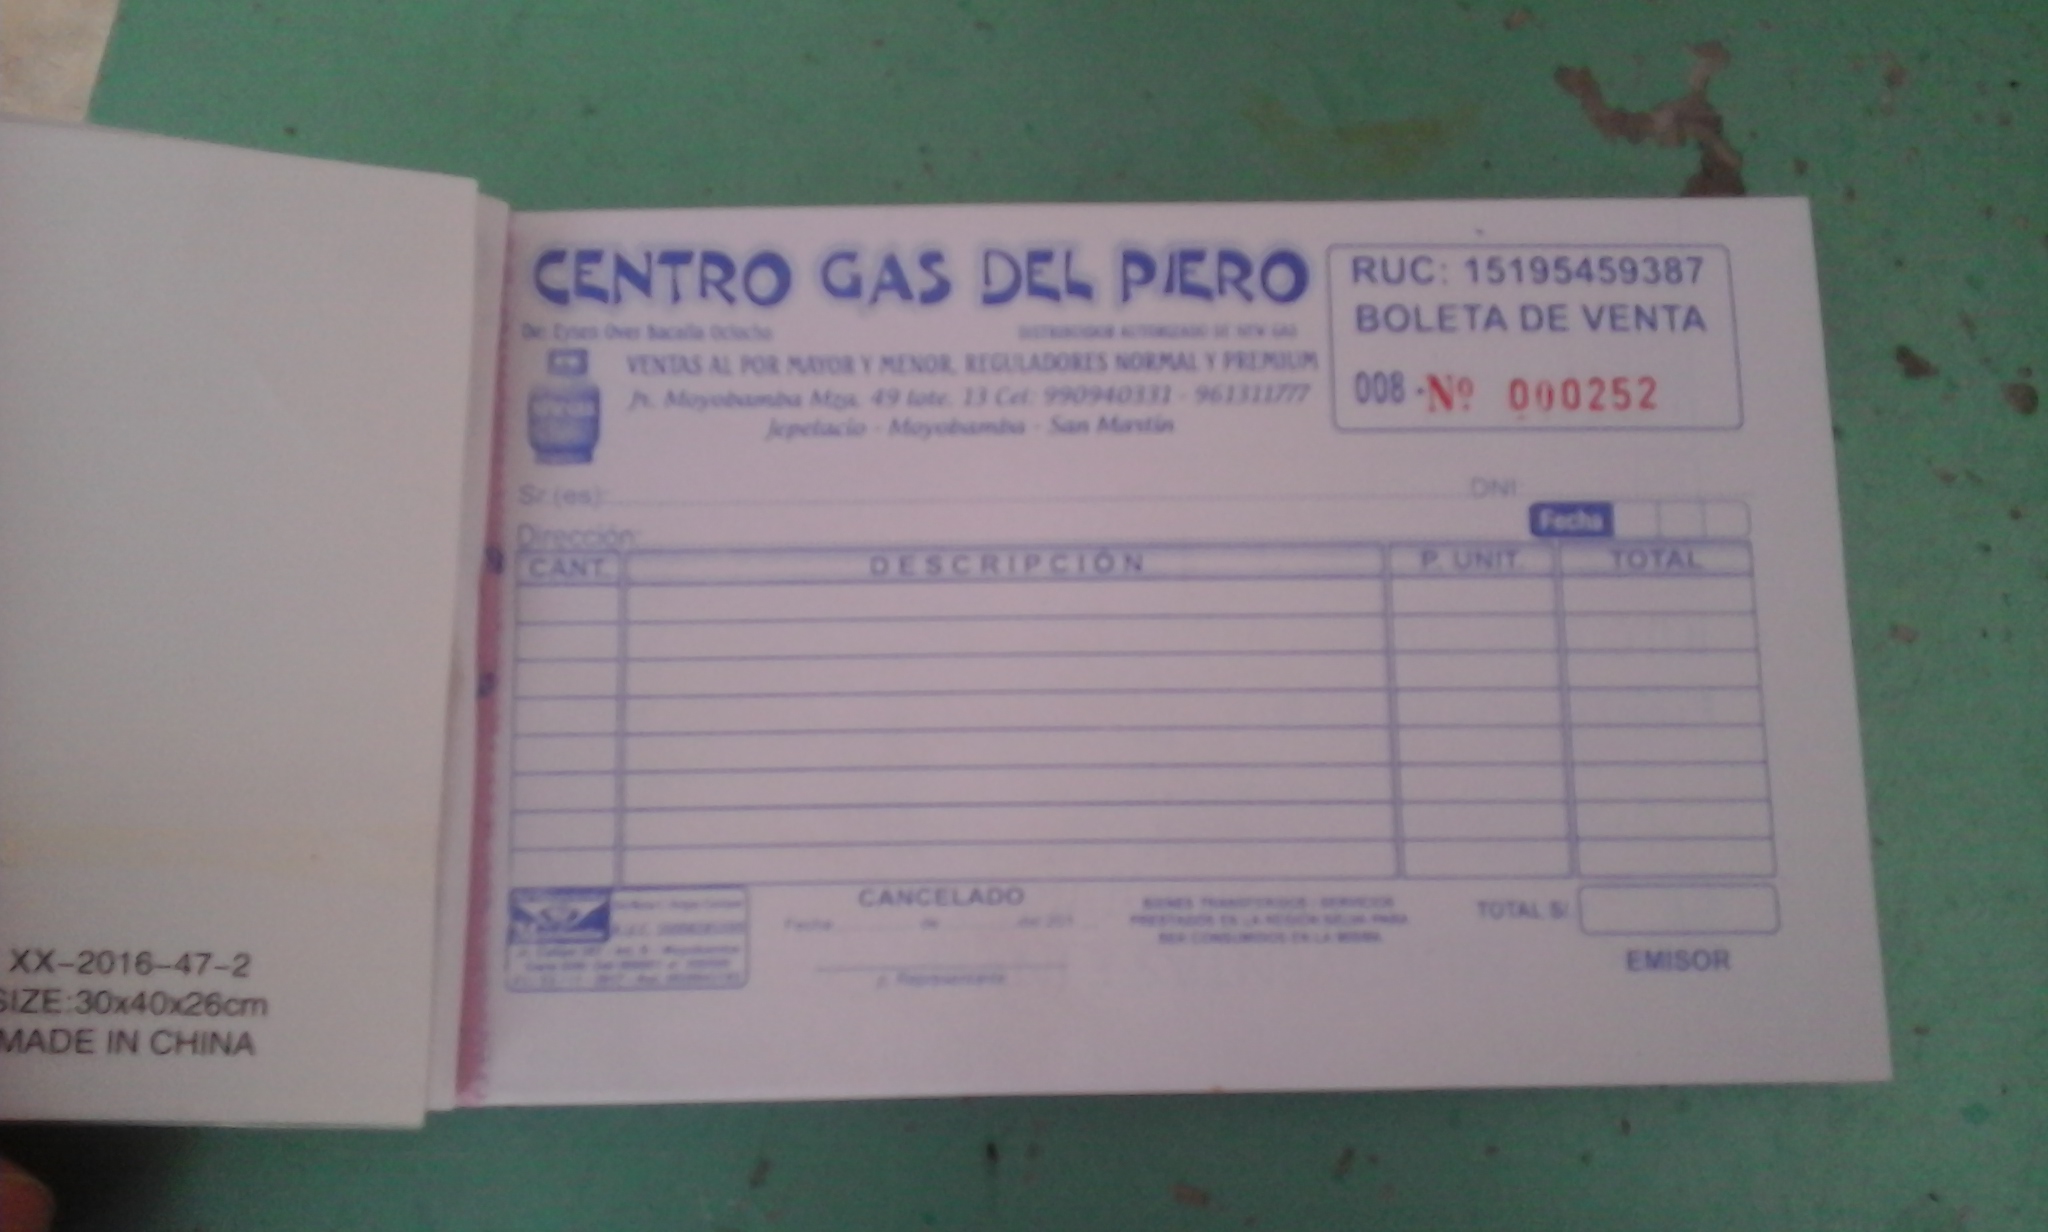 CENTRO GAS DEL PIERO
De: Eysen Over Bacalla
DISTRIBUIDOR AUTORIZADO DE NEW GAS
VENTAS AL POR MAYOR Y MENOR, REGULADORES NORMAL Y PREMIUM
Jr. Moyobamba Mza. 49 lote. 13 Cel: 990940331 - 961311777
Jepelacio - Moyobamba - San Martín
RUC: 15195459387
BOLETA DE VENTA
008 - Nº 000252
Sr.(es): DNI
Dirección: Fecha
CANT. DESCRIPCIÓN P. UNIT. TOTAL
CANCELADO
Fecha de del 201
p. Representante
BIENES TRANSFERIDOS / SERVICIOS
PRESTADOS EN LA REGIÓN SELVA PARA
SER CONSUMIDOS EN LA MISMA
TOTAL S/.
EMISOR
XX-2016-47-2
SIZE:30x40x26cm
MADE IN CHINA